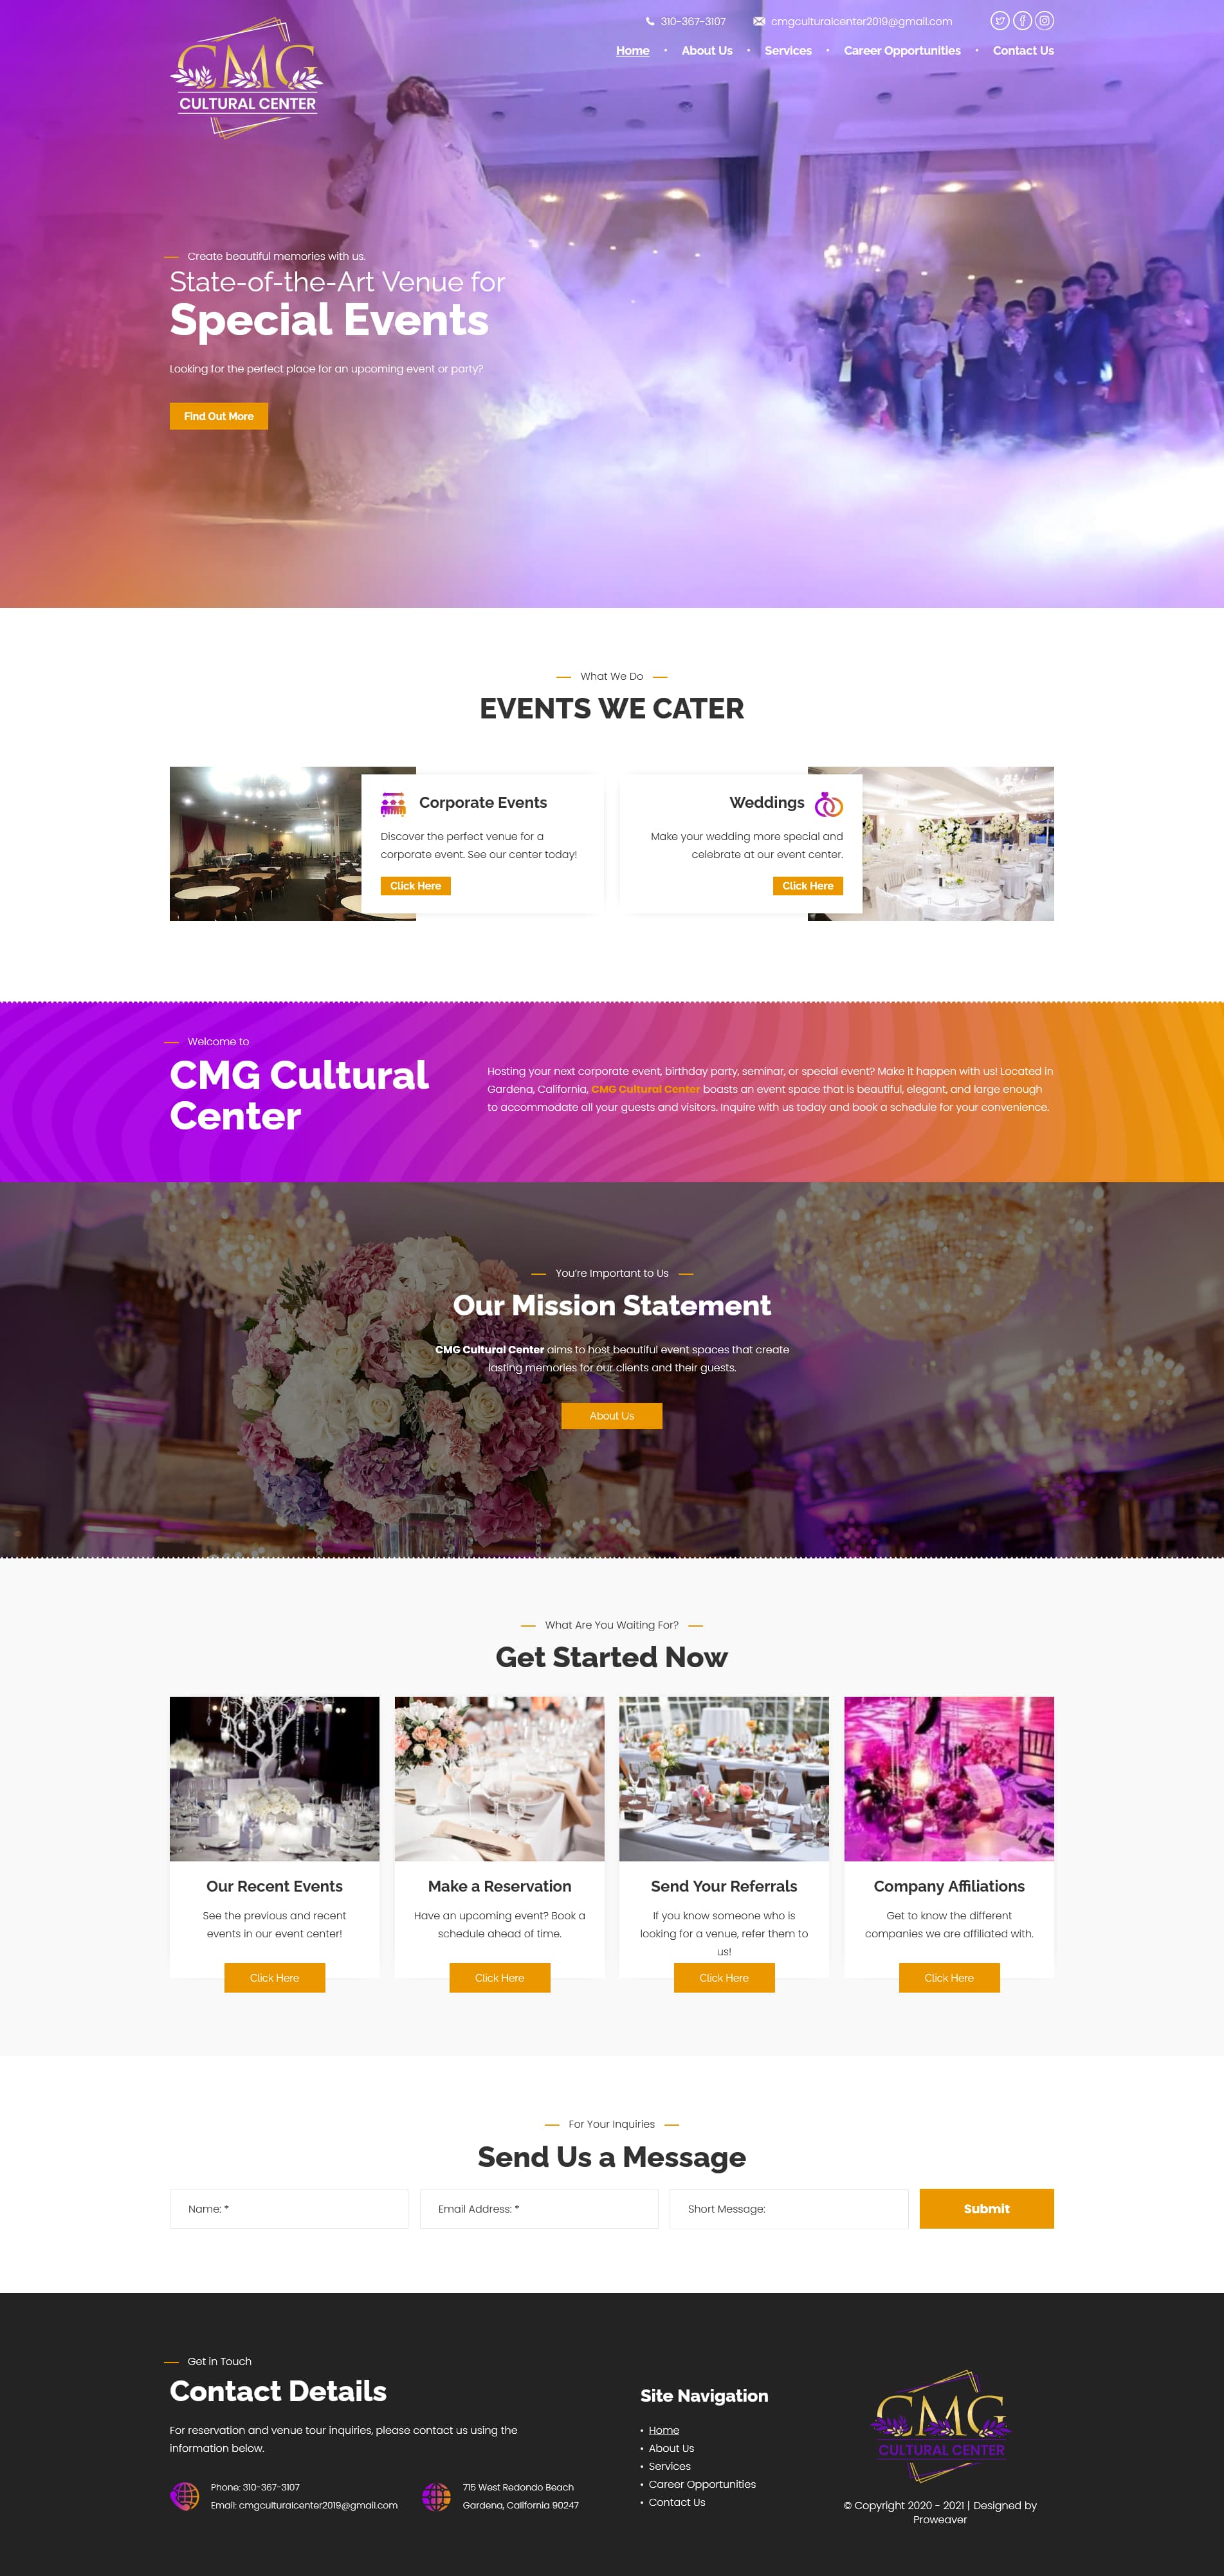 310-367-3107
cmgculturalcenter2019@gmail.com
CMG
CULTURAL CENTER
Home • About Us • Services • Career Opportunities • Contact Us
Create beautiful memories with us.
State-of-the-Art Venue for
Special Events
Looking for the perfect place for an upcoming event or party?
Find Out More
What We Do
EVENTS WE CATER
Corporate Events
Discover the perfect venue for a
corporate event. See our center today!
Click Here
Weddings
Make your wedding more special and
celebrate at our event center.
Click Here
Welcome to
CMG Cultural
Center
Hosting your next corporate event, birthday party, seminar, or special event? Make it happen with us! Located in
Gardena, California, CMG Cultural Center boasts an event space that is beautiful, elegant, and large enough
to accommodate all your guests and visitors. Inquire with us today and book a schedule for your convenience.
You're Important to Us
Our Mission Statement
CMG Cultural Center aims to host beautiful event spaces that create
lasting memories for our clients and their guests.
About Us
What Are You Waiting For?
Get Started Now
Our Recent Events
See the previous and recent
events in our event center!
Click Here
Make a Reservation
Have an upcoming event? Book a
schedule ahead of time.
Click Here
Send Your Referrals
If you know someone who is
looking for a venue, refer them to
us!
Click Here
Company Affiliations
Get to know the different
companies we are affiliated with.
Click Here
For Your Inquiries
Send Us a Message
Name: *
Email Address: *
Short Message:
Submit
Get in Touch
Contact Details
For reservation and venue tour inquiries, please contact us using the
information below.
Phone: 310-367-3107
Email: cmgculturalcenter2019@gmail.com
715 West Redondo Beach
Gardena, California 90247
Site Navigation
• Home
• About Us
• Services
• Career Opportunities
• Contact Us
CMG
CULTURAL CENTER
© Copyright 2020 - 2021 | Designed by
Proweaver